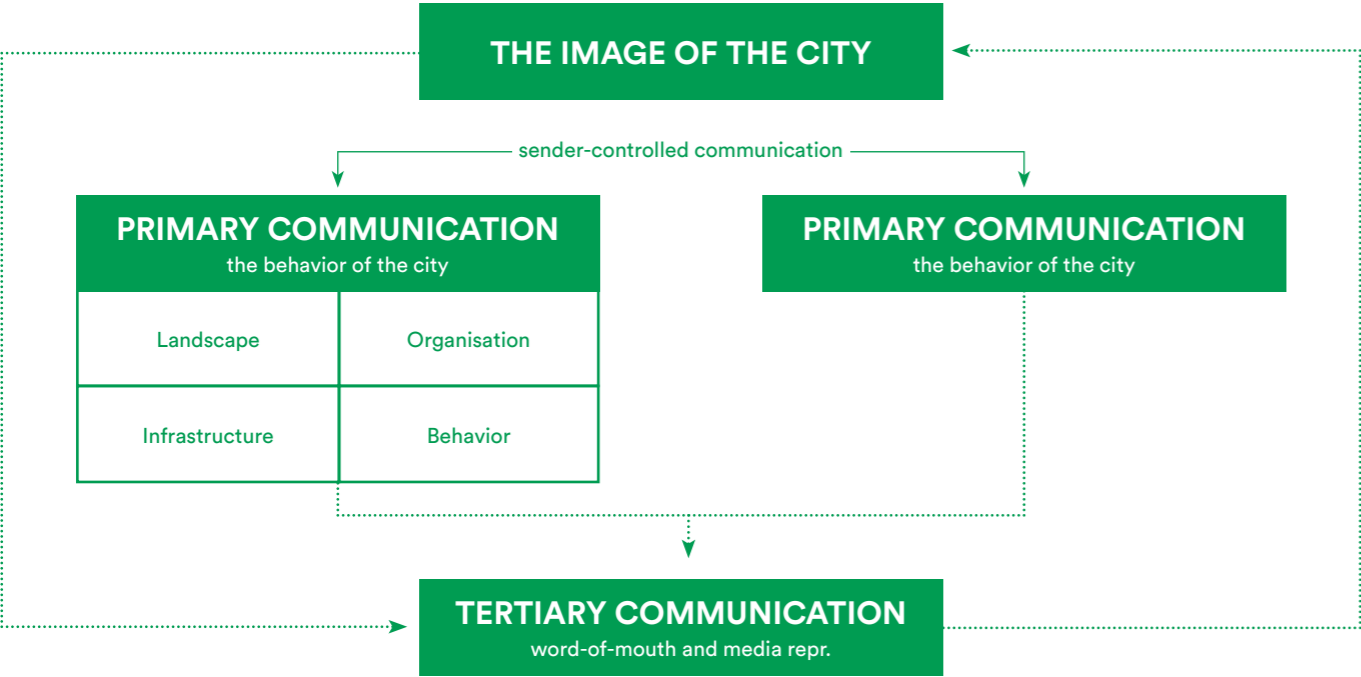 THE IMAGE OF THE CITY
sender-controlled communication
PRIMARY COMMUNICATION
the behavior of the city
PRIMARY COMMUNICATION
the behavior of the city
Landscape
Organisation
Infrastructure
Behavior
TERTIARY COMMUNICATION
word-of-mouth and media repr.